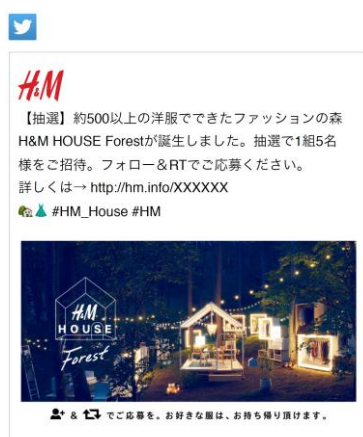 H&M
【抽選】約500以上の洋服でできたファッションの森
H&M HOUSE Forestが誕生しました。抽選で1組5名
様をご招待。フォロー＆RTでご応募ください。
詳しくは→ http://hm.info/XXXXXX
#HM_House #HM
H&M
HOUSE
Forest
& でご応募を。お好きな服は、お持ち帰り頂けます。